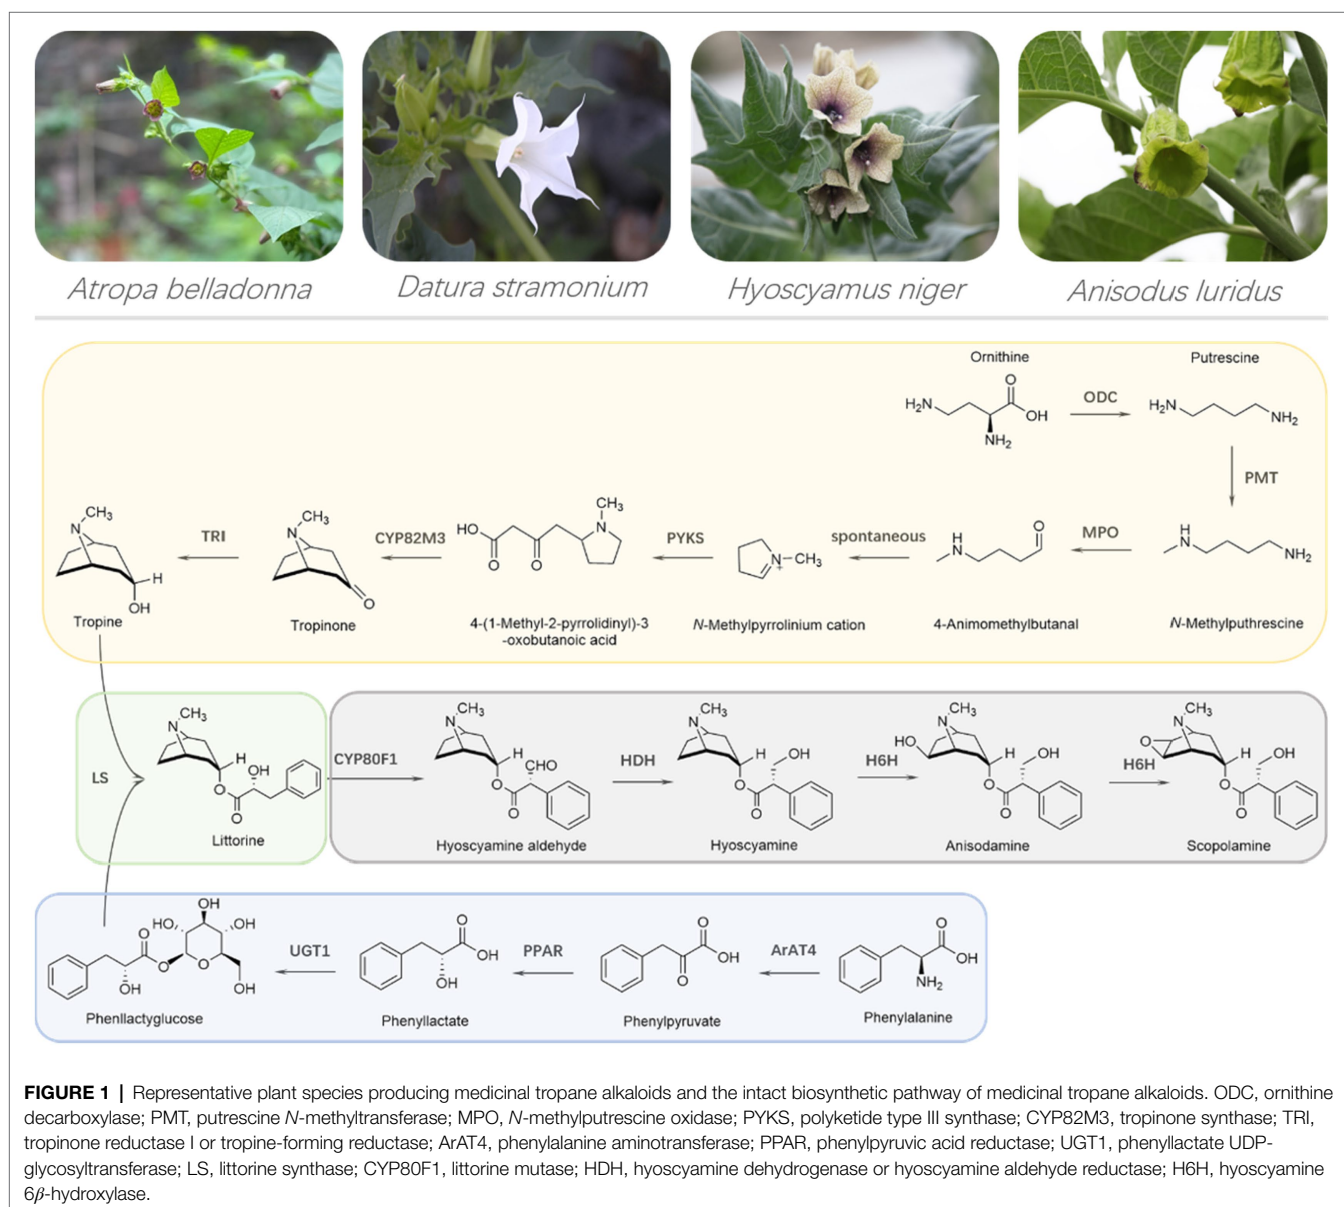 Atropa belladonna
Datura stramonium
Hyoscyamus niger
Anisodus luridus
Ornithine
H2N
O
OH
NH2
ODC
Putrescine
H2N
NH2
PMT
H
N
NH2
N-Methylputhrescine
MPO
H
N
O
4-Animomethylbutanal
spontaneous
N
+
CH3
N-Methylpyrrolinium cation
PYKS
HO
O
O
N
CH3
4-(1-Methyl-2-pyrrolidinyl)-3
-oxobutanoic acid
CYP82M3
CH3
N
O
Tropinone
TRI
CH3
N
H
OH
Tropine
LS
CH3
N
H
OH
O
O
Littorine
CYP80F1
CH3
N
H
CHO
O
O
Hyoscyamine aldehyde
HDH
CH3
N
H
OH
O
O
Hyoscyamine
H6H
CH3
N
HO
H
OH
O
O
Anisodamine
H6H
CH3
N
O
H
OH
O
O
Scopolamine
OH
HO
OH
O
O
O
OH
OH
Phenllactyglucose
UGT1
O
OH
OH
Phenyllactate
PPAR
O
OH
O
Phenylpyruvate
ArAT4
O
OH
NH2
Phenylalanine
FIGURE 1 | Representative plant species producing medicinal tropane alkaloids and the intact biosynthetic pathway of medicinal tropane alkaloids. ODC, ornithine
decarboxylase; PMT, putrescine N-methyltransferase; MPO, N-methylputrescine oxidase; PYKS, polyketide type III synthase; CYP82M3, tropinone synthase; TRI,
tropinone reductase I or tropine-forming reductase; ArAT4, phenylalanine aminotransferase; PPAR, phenylpyruvic acid reductase; UGT1, phenyllactate UDP-
glycosyltransferase; LS, littorine synthase; CYP80F1, littorine mutase; HDH, hyoscyamine dehydrogenase or hyoscyamine aldehyde reductase; H6H, hyoscyamine
6β-hydroxylase.